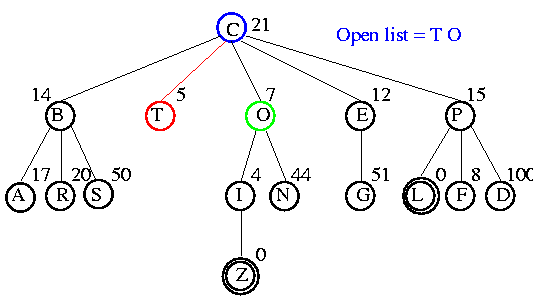 C 21
Open list = T O
14 5 7 12 15
B T O E P
17 20 50 4 44 51 0 8 100
A R S I N G L F D
0
Z